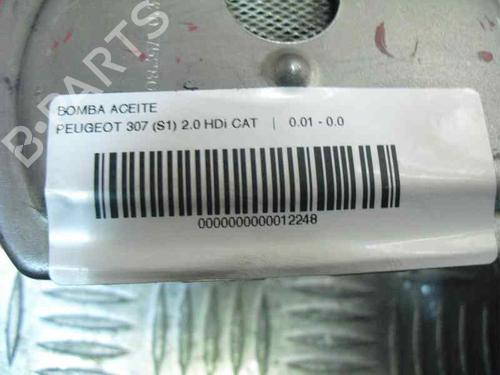 B-PARTS
BOMBA ACEITE
PEUGEOT 307 (S1) 2.0 HDi CAT | 0.01 - 0.0
0000000000012248